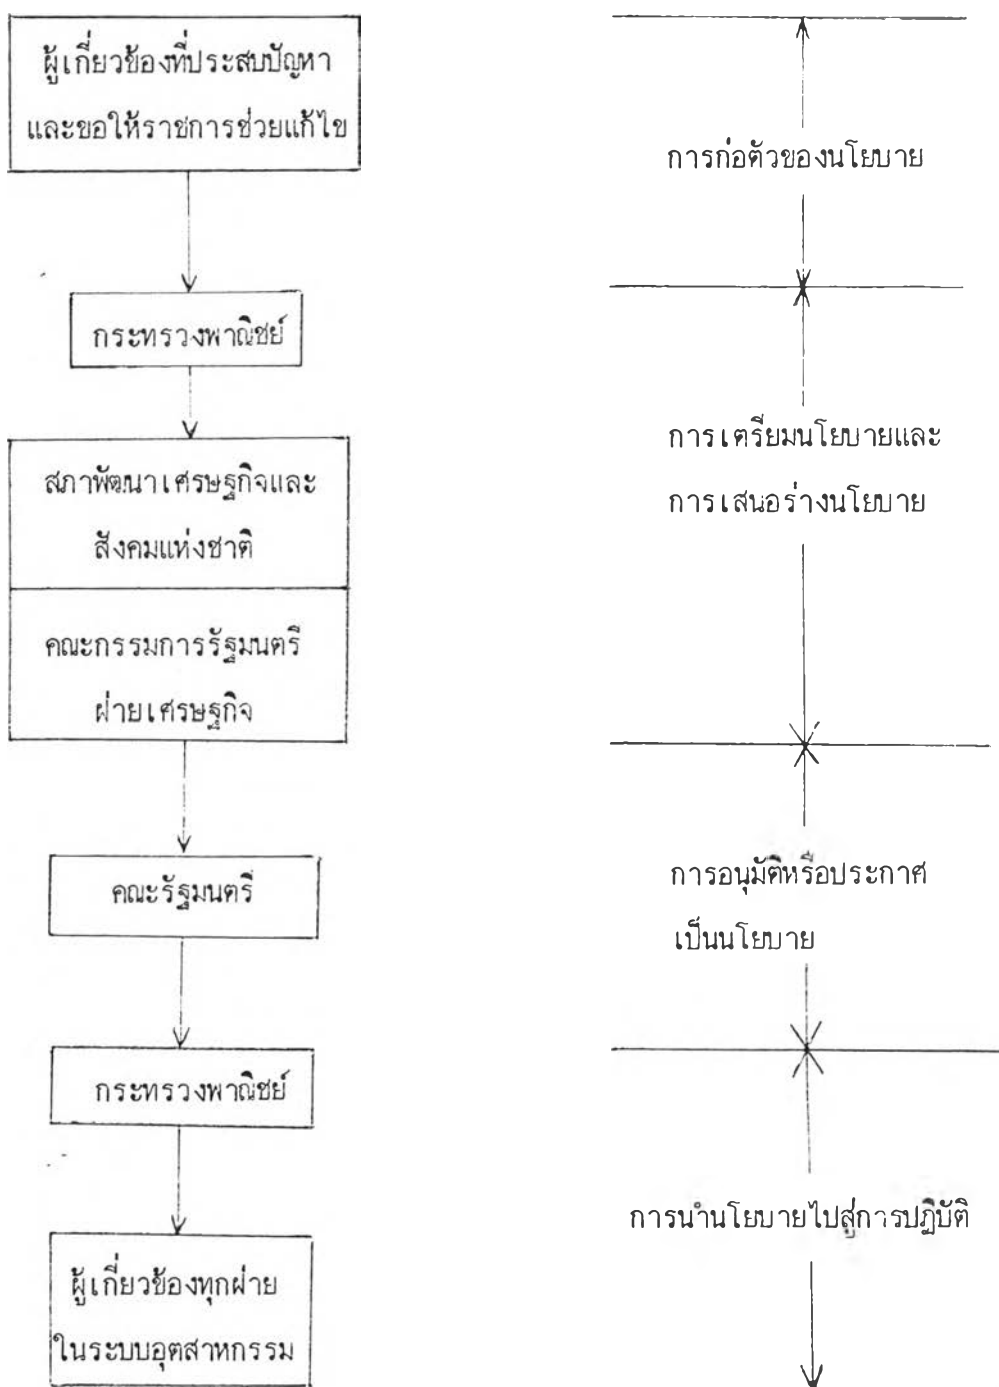 ผู้เกี่ยวข้องที่ประสบปัญหา
และขอให้ราชการช่วยแก้ไข
การก่อตัวของนโยบาย
กระทรวงพาณิชย์
การเตรียมนโยบายและ
การเสนอร่างนโยบาย
สภาพัฒนาเศรษฐกิจและ
สังคมแห่งชาติ
คณะกรรมการรัฐมนตรี
ฝ่ายเศรษฐกิจ
คณะรัฐมนตรี
การอนุมัติหรือประกาศ
เป็นนโยบาย
กระทรวงพาณิชย์
การนำนโยบายไปสู่การปฏิบัติ
ผู้เกี่ยวข้องทุกฝ่าย
ในระบบอุตสาหกรรม